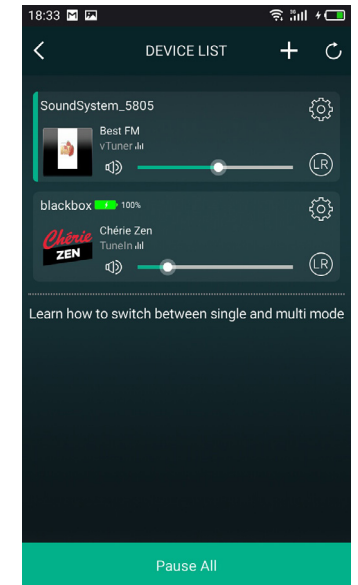 18:33
DEVICE LIST
SoundSystem_5805
Best FM
vTuner
LR
blackbox 100%
Chérie
ZEN
Chérie Zen
TuneIn
LR
Learn how to switch between single and multi mode
Pause All